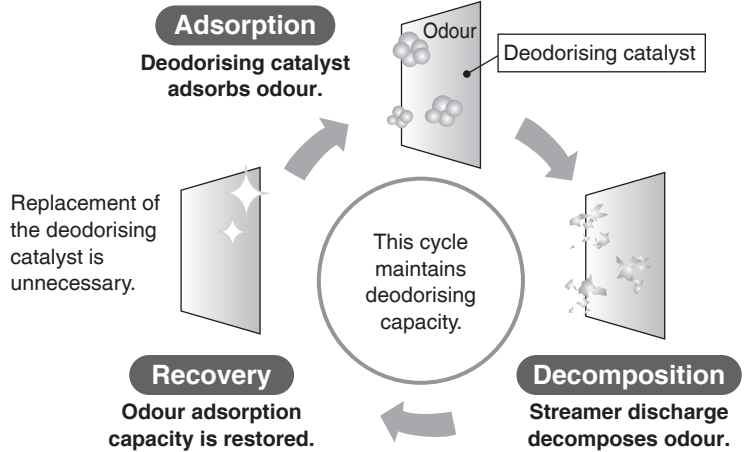 Adsorption
Deodorising catalyst
adsorbs odour.
Odour
Deodorising catalyst
Replacement of
the deodorising
catalyst is
unnecessary.
This cycle
maintains
deodorising
capacity.
Recovery
Odour adsorption
capacity is restored.
Decomposition
Streamer discharge
decomposes odour.